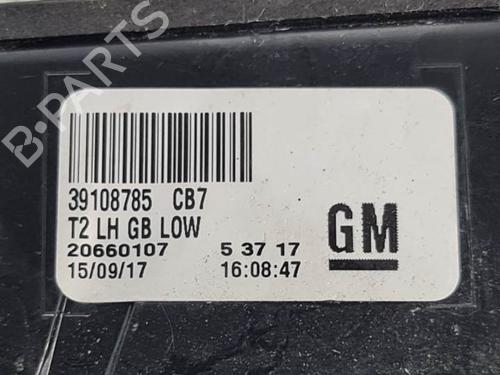 B-PARTS
39108785 CB7
T2 LH GB LOW
20660107 5 37 17
15/09/17 16:08:47
GM